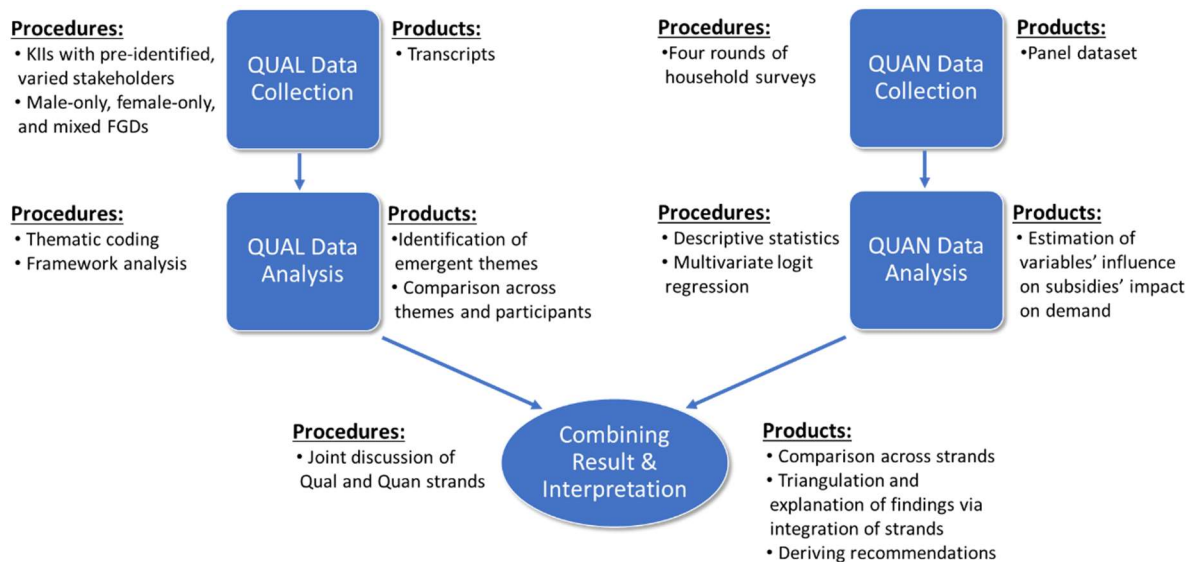 Procedures:
• KIIs with pre-identified,
varied stakeholders
• Male-only, female-only,
and mixed FGDs
QUAL Data
Collection
Products:
• Transcripts
Procedures:
•Four rounds of
household surveys
QUAN Data
Collection
Products:
•Panel dataset
Procedures:
• Thematic coding
• Framework analysis
QUAL Data
Analysis
Products:
•Identification of
emergent themes
• Comparison across
themes and participants
Procedures:
• Descriptive statistics
• Multivariate logit
regression
QUAN Data
Analysis
Products:
• Estimation of
variables’ influence
on subsidies’ impact
on demand
Procedures:
• Joint discussion of
Qual and Quan strands
Combining
Result &
Interpretation
Products:
• Comparison across strands
• Triangulation and
explanation of findings via
integration of strands
• Deriving recommendations